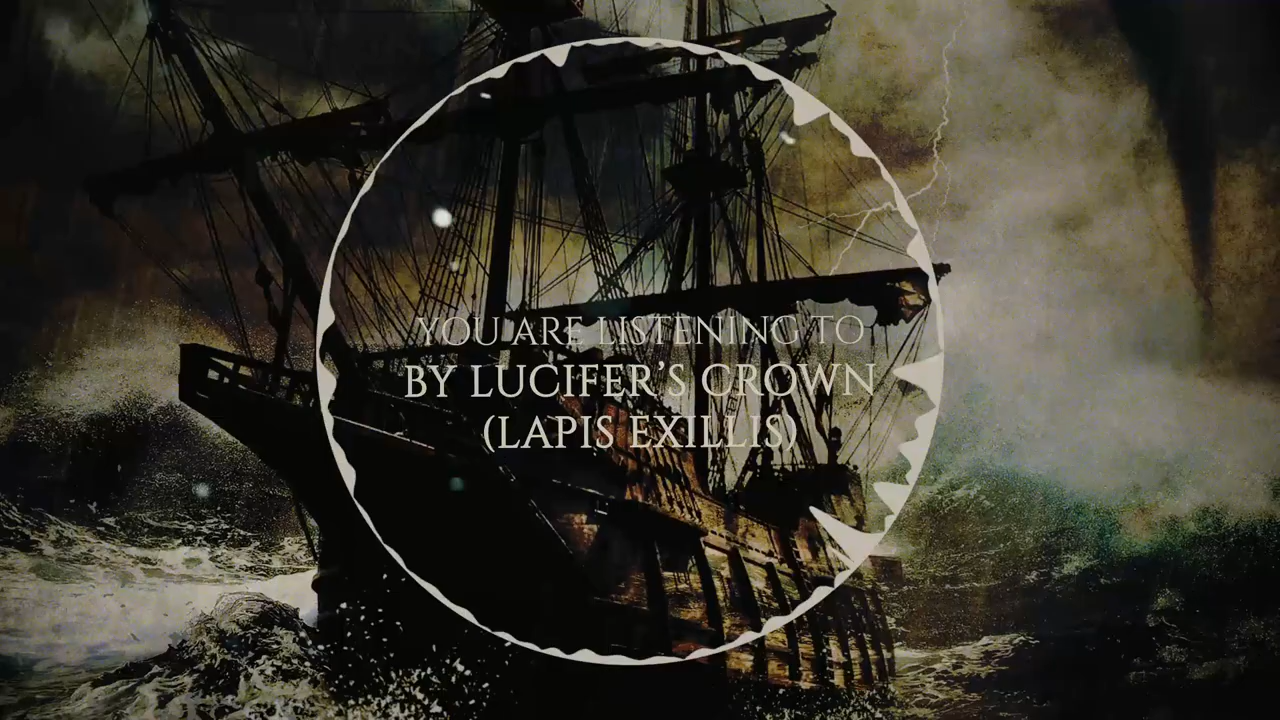 YOU ARE LISTENING TO
BY LUCIFER’S CROWN
(LAPIS EXILLIS)